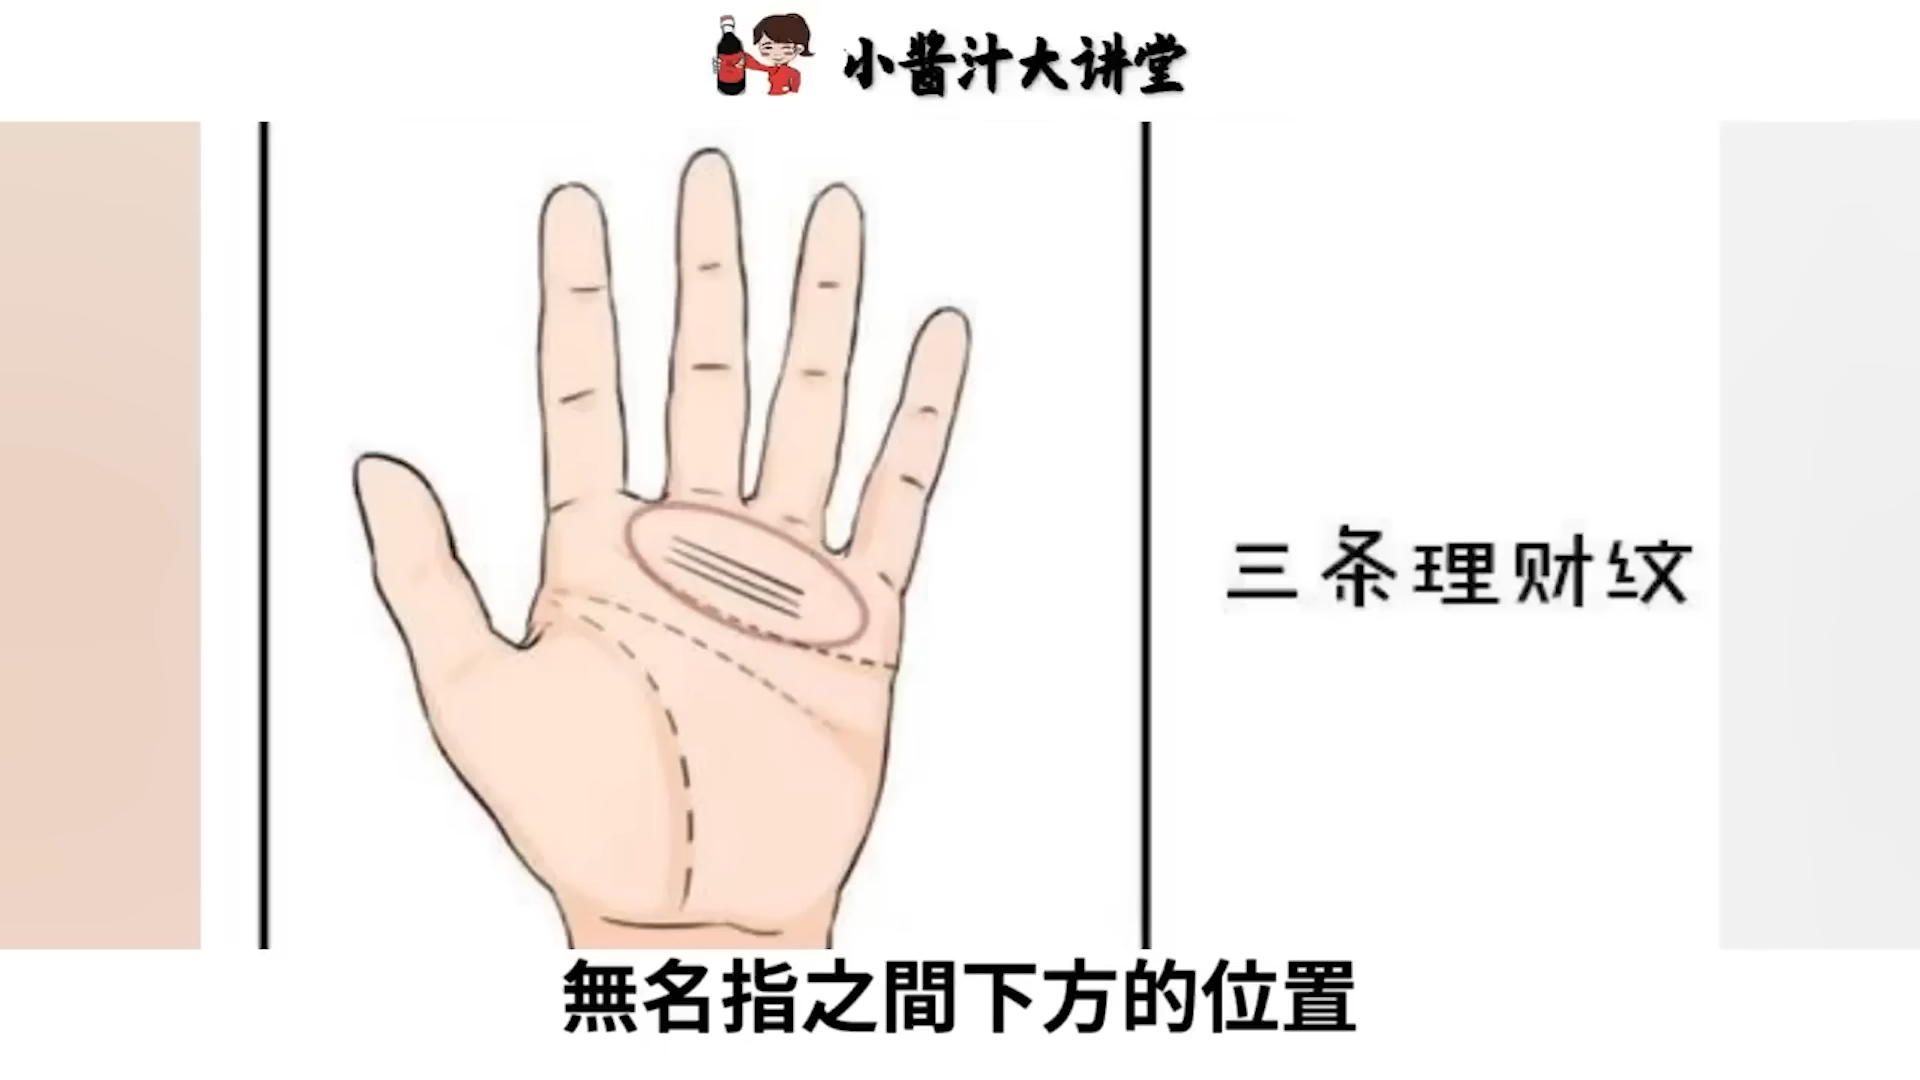 小酱汁大讲堂
三条理财纹
無名指之間下方的位置